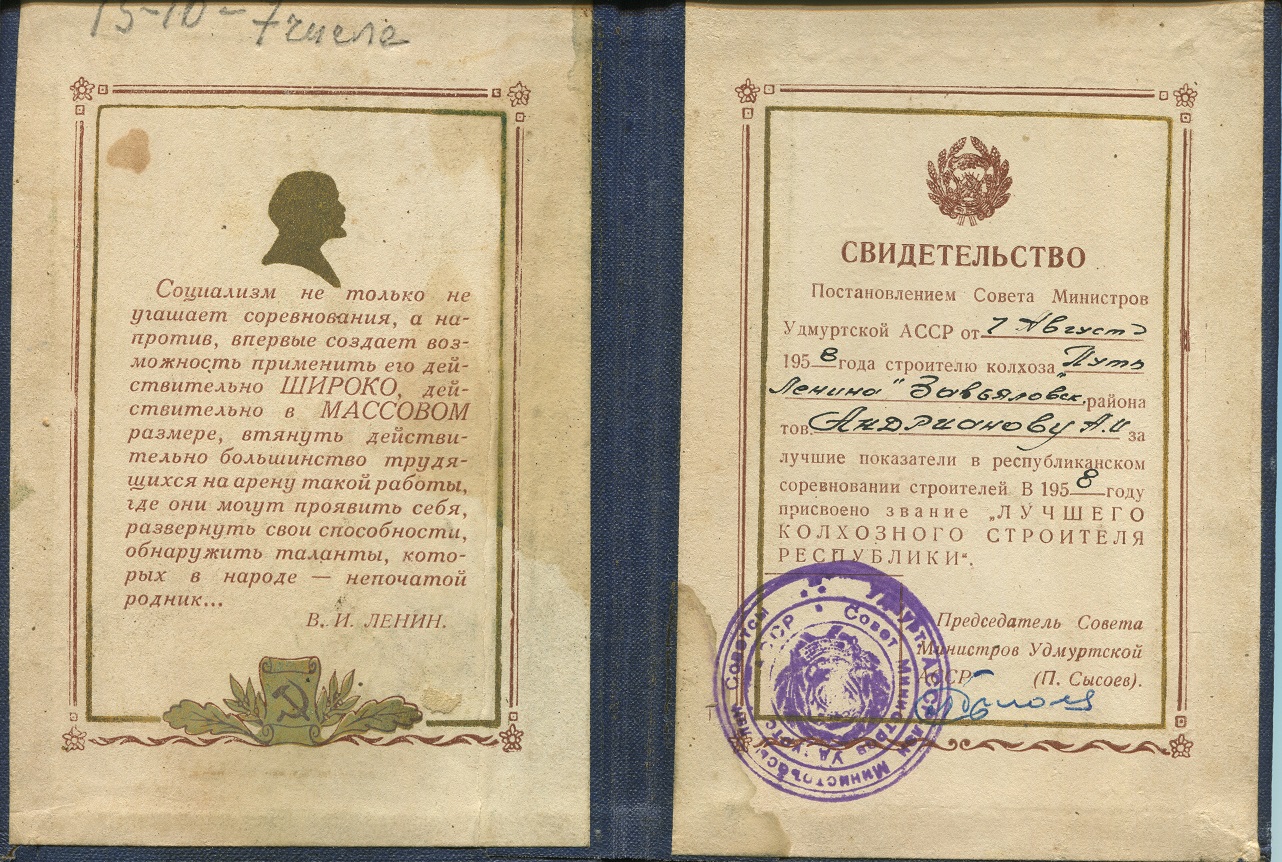 15-10-7 числа
Социализм не только не
угашает соревнования, а на-
против, впервые создает воз-
можность применить его дей-
ствительно ШИРОКО, дей-
ствительно в МАССОВОМ
размере, втянуть действи-
тельно большинство трудя-
щихся на арену такой работы,
где они могут проявить себя,
развернуть свои способности,
обнаружить таланты, кото-
рых в народе — непочатой
родник...
В. И. ЛЕНИН.
СВИДЕТЕЛЬСТВО
Постановлением Совета Министров
Удмуртской АССР от 7 Августа
1958 года строителю колхоза „Путь
Ленина" Завьяловск. района
тов. Андрианову А.И за
лучшие показатели в республиканском
соревновании строителей В 1958 году
присвоено звание „ЛУЧШЕГО
КОЛХОЗНОГО СТРОИТЕЛЯ
РЕСПУБЛИКИ“.
Председатель Совета
Министров Удмуртской
АССР (П. Сысоев).
Совет Министров